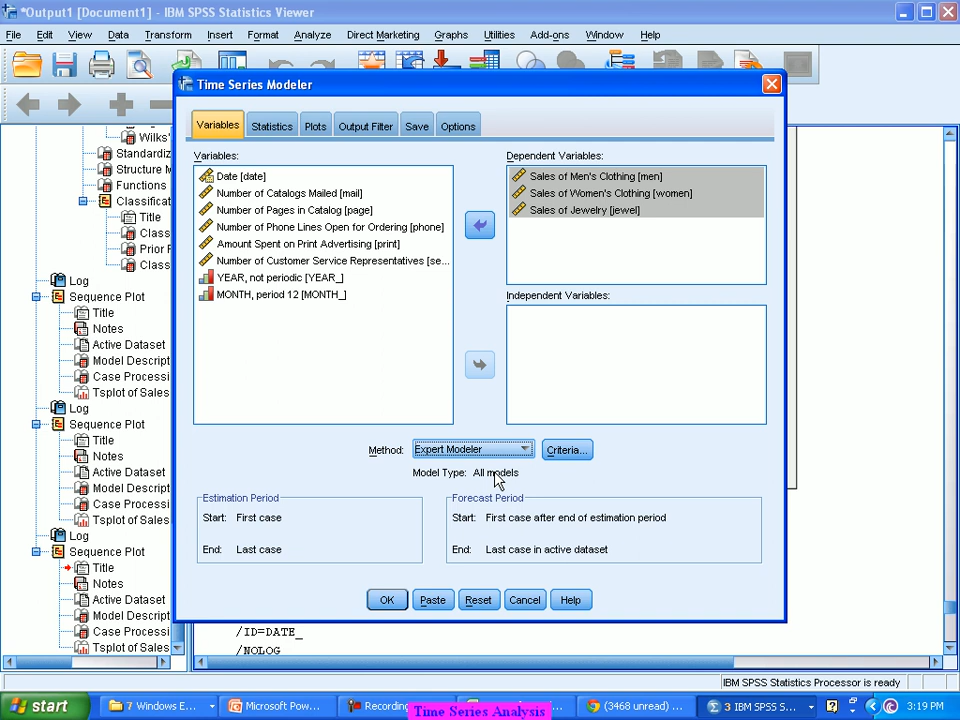 *Output1 [Document1] - IBM SPSS Statistics Viewer
File Edit View Data Transform Insert Format Analyze Direct Marketing Graphs Utilities Add-ons Window Help
Time Series Modeler
Variables Statistics Plots Output Filter Save Options
Variables:
Date [date]
Number of Catalogs Mailed [mail]
Number of Pages in Catalog [page]
Number of Phone Lines Open for Ordering [phone]
Amount Spent on Print Advertising [print]
Number of Customer Service Representatives [se...
YEAR, not periodic [YEAR_]
MONTH, period 12 [MONTH_]
Dependent Variables:
Sales of Men's Clothing [men]
Sales of Women's Clothing [women]
Sales of Jewelry [jewel]
Independent Variables:
Method: Expert Modeler Criteria...
Model Type: All models
Estimation Period
Start: First case
End: Last case
Forecast Period
Start: First case after end of estimation period
End: Last case in active dataset
OK Paste Reset Cancel Help
Wilks'
Standardiz
Structure M
Functions
Classificat
Title
Class
Prior F
Class
Log
Sequence Plot
Title
Notes
Active Dataset
Model Descript
Case Processi
Tsplot of Sales
Log
Sequence Plot
Title
Notes
Active Dataset
Model Descript
Case Processi
Tsplot of Sales
Log
Sequence Plot
Title
Notes
Active Dataset
Model Descript
Case Processi
Tsplot of Sales
/ID=DATE_
/NOLOG
IBM SPSS Statistics Processor is ready
start 7 Windows E... Microsoft Pow... Recording (3468 unread) ... 3 IBM SPSS S... 3:19 PM
Time Series Analysis